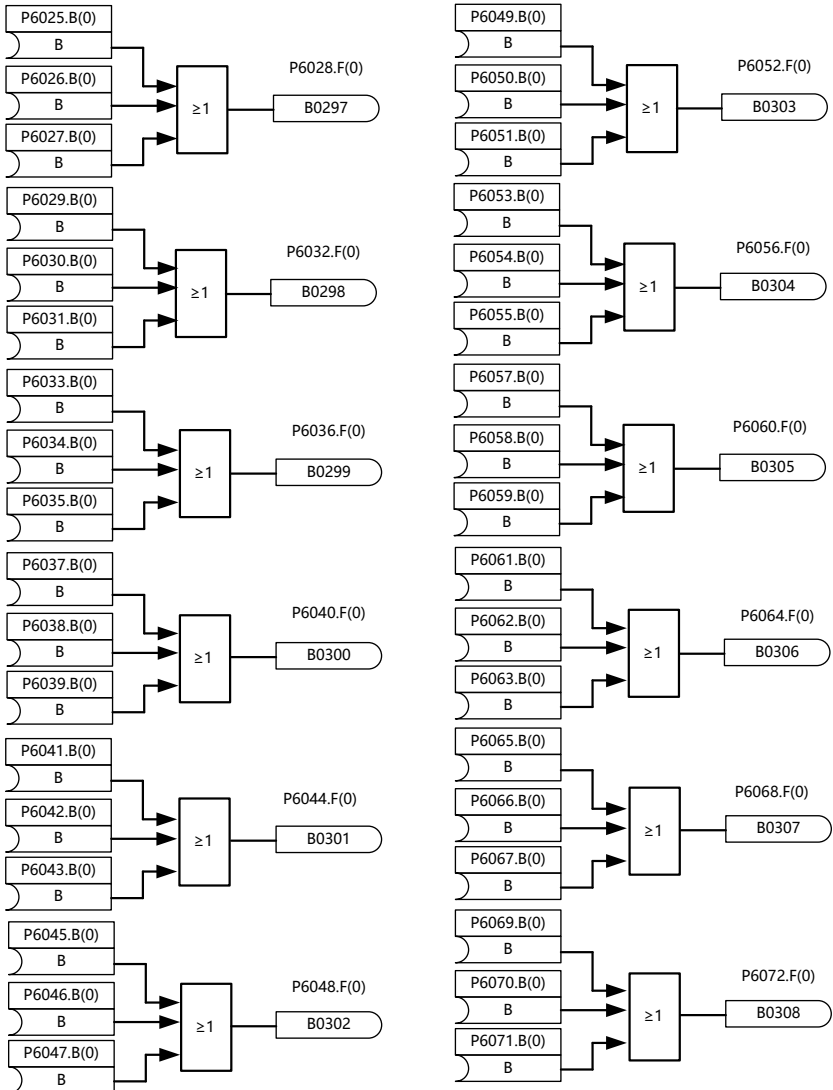 P6025.B(0)
B
P6026.B(0)
B
P6027.B(0)
B
≥1
P6028.F(0)
B0297
P6029.B(0)
B
P6030.B(0)
B
P6031.B(0)
B
≥1
P6032.F(0)
B0298
P6033.B(0)
B
P6034.B(0)
B
P6035.B(0)
B
≥1
P6036.F(0)
B0299
P6037.B(0)
B
P6038.B(0)
B
P6039.B(0)
B
≥1
P6040.F(0)
B0300
P6041.B(0)
B
P6042.B(0)
B
P6043.B(0)
B
≥1
P6044.F(0)
B0301
P6045.B(0)
B
P6046.B(0)
B
P6047.B(0)
B
≥1
P6048.F(0)
B0302
P6049.B(0)
B
P6050.B(0)
B
P6051.B(0)
B
≥1
P6052.F(0)
B0303
P6053.B(0)
B
P6054.B(0)
B
P6055.B(0)
B
≥1
P6056.F(0)
B0304
P6057.B(0)
B
P6058.B(0)
B
P6059.B(0)
B
≥1
P6060.F(0)
B0305
P6061.B(0)
B
P6062.B(0)
B
P6063.B(0)
B
≥1
P6064.F(0)
B0306
P6065.B(0)
B
P6066.B(0)
B
P6067.B(0)
B
≥1
P6068.F(0)
B0307
P6069.B(0)
B
P6070.B(0)
B
P6071.B(0)
B
≥1
P6072.F(0)
B0308